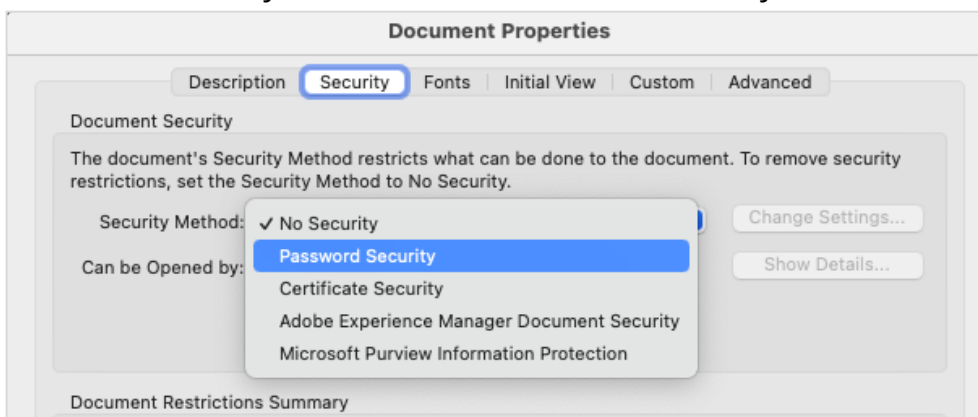 Document Properties
Description Security Fonts Initial View Custom Advanced
Document Security
The document's Security Method restricts what can be done to the document. To remove security
restrictions, set the Security Method to No Security.
Security Method: ✓ No Security Change Settings...
Password Security
Can be Opened by: Show Details...
Certificate Security
Adobe Experience Manager Document Security
Microsoft Purview Information Protection
Document Restrictions Summary